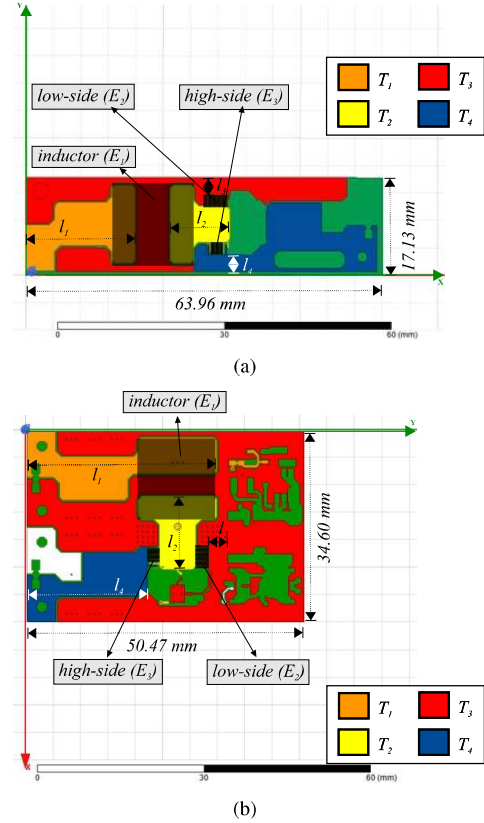 Y
low-side (E2)
high-side (E3)
inductor (E1)
T1
T3
T2
T4
l3
l1
l2
l4
17.13 mm
X
63.96 mm
0
30
60 (mm)
(a)
Y
inductor (E1)
l1
l2
l
l4
34.60 mm
50.47 mm
high-side (E3)
low-side (E2)
T1
T3
T2
T4
0
30
60 (mm)
(b)